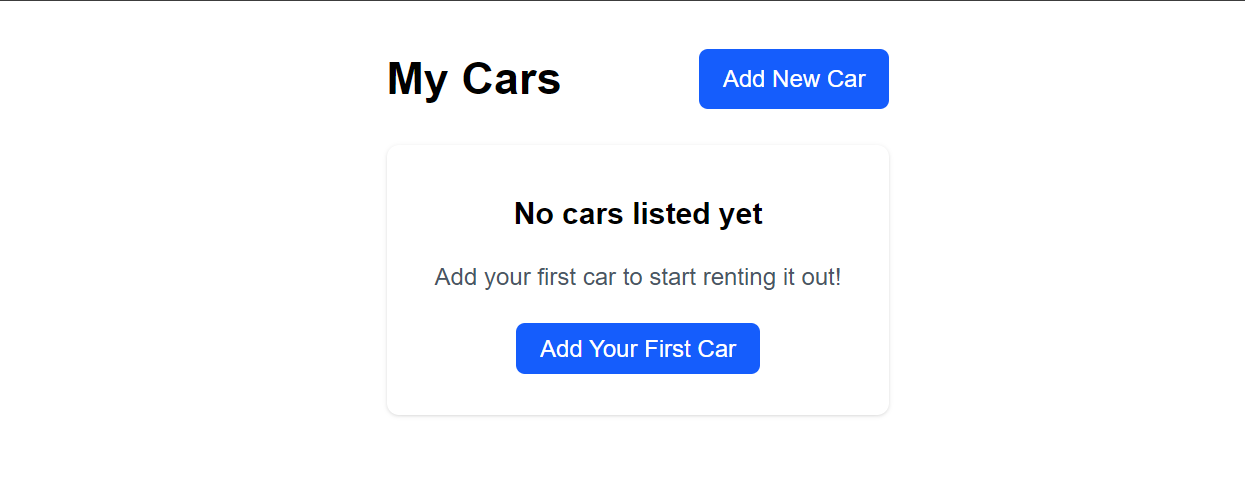 My Cars
Add New Car
No cars listed yet
Add your first car to start renting it out!
Add Your First Car